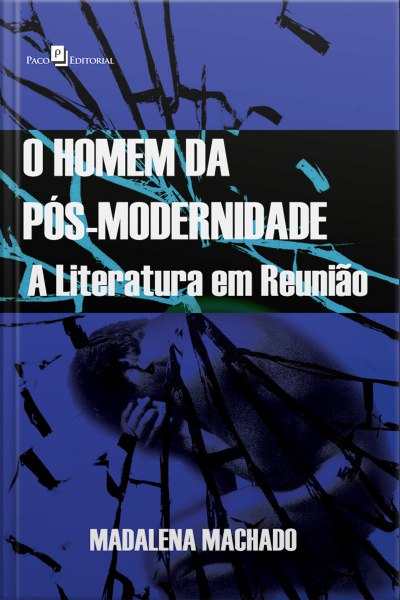 PACO EDITORIAL
O HOMEM DA
PÓS-MODERNIDADE
A Literatura em Reunião
MADALENA MACHADO